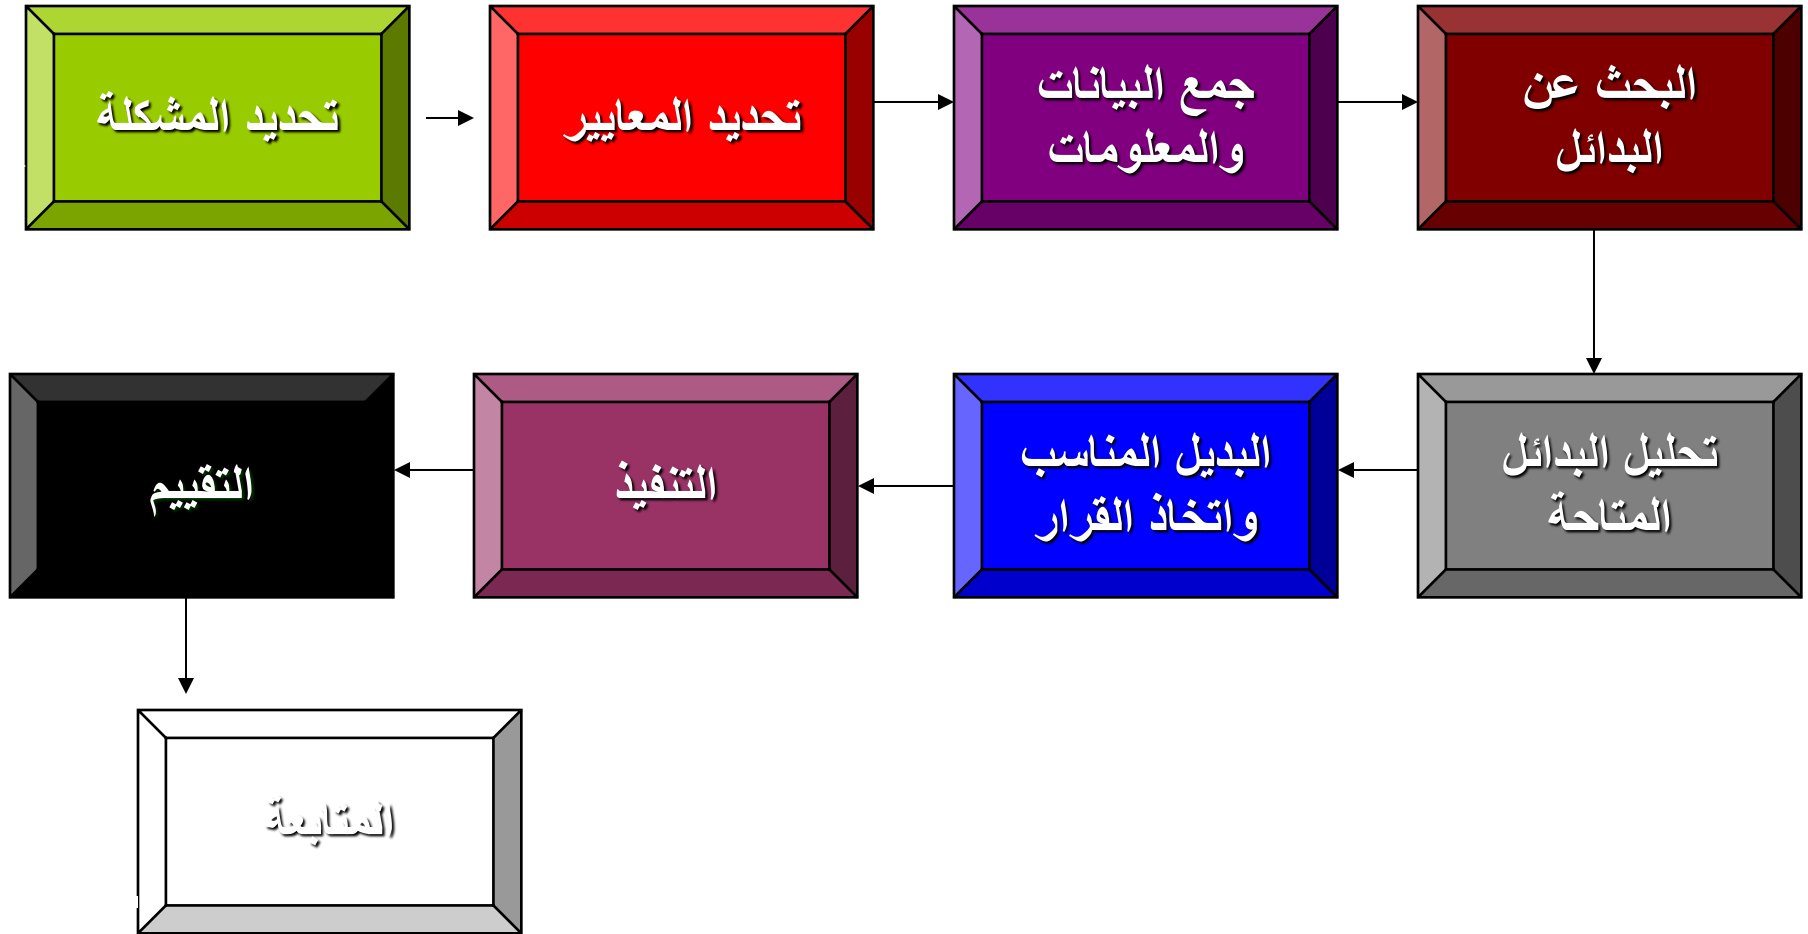 تحديد المشكلة
تحديد المعايير
جمع البيانات
والمعلومات
البحث عن
البدائل
تحليل البدائل
المتاحة
البديل المناسب
واتخاذ القرار
التنفيذ
التقييم
المتابعة